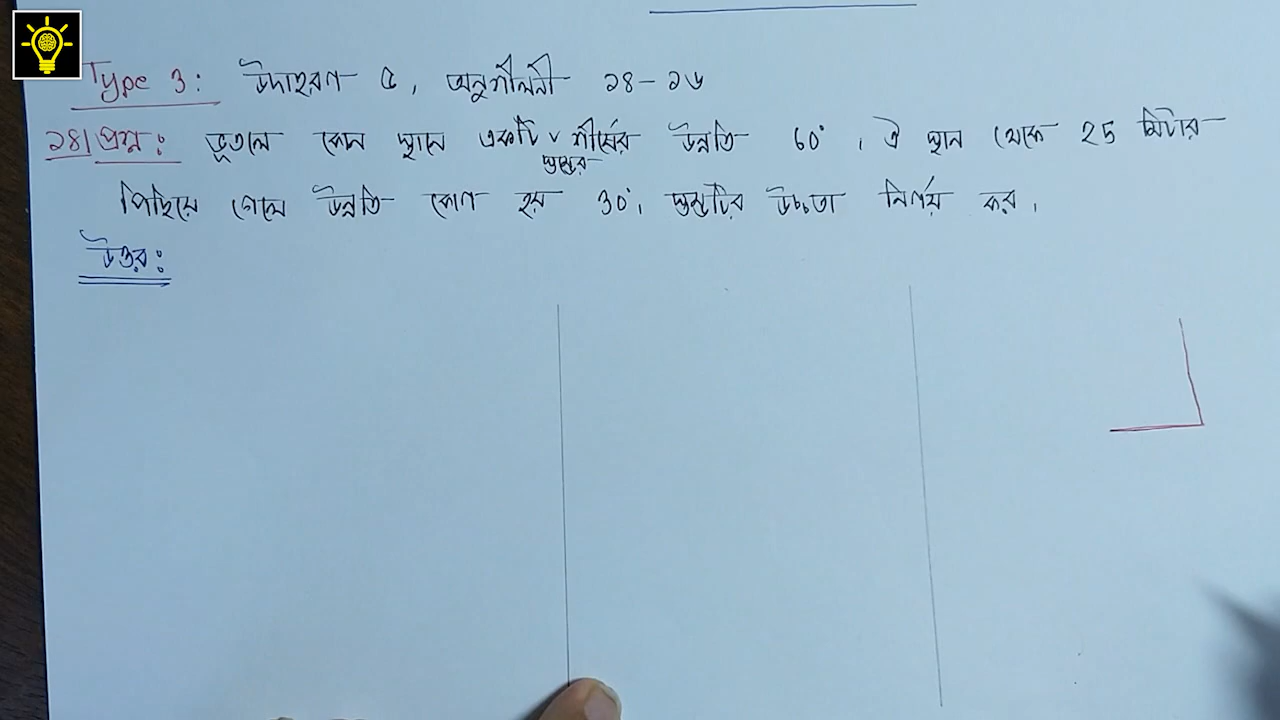 Type 3: উদাহরণ ৫, অনুশীলনী ১৪-১৬
১৪| প্রশ্ন: ভূতলে কোন স্থানে একটি স্তম্ভের শীর্ষের উন্নতি 60°। ঐ স্থান থেকে 25 মিটার
পিছিয়ে গেলে উন্নতি কোণ হয় 30°। স্তম্ভটির উচ্চতা নির্ণয় কর।
উত্তর: